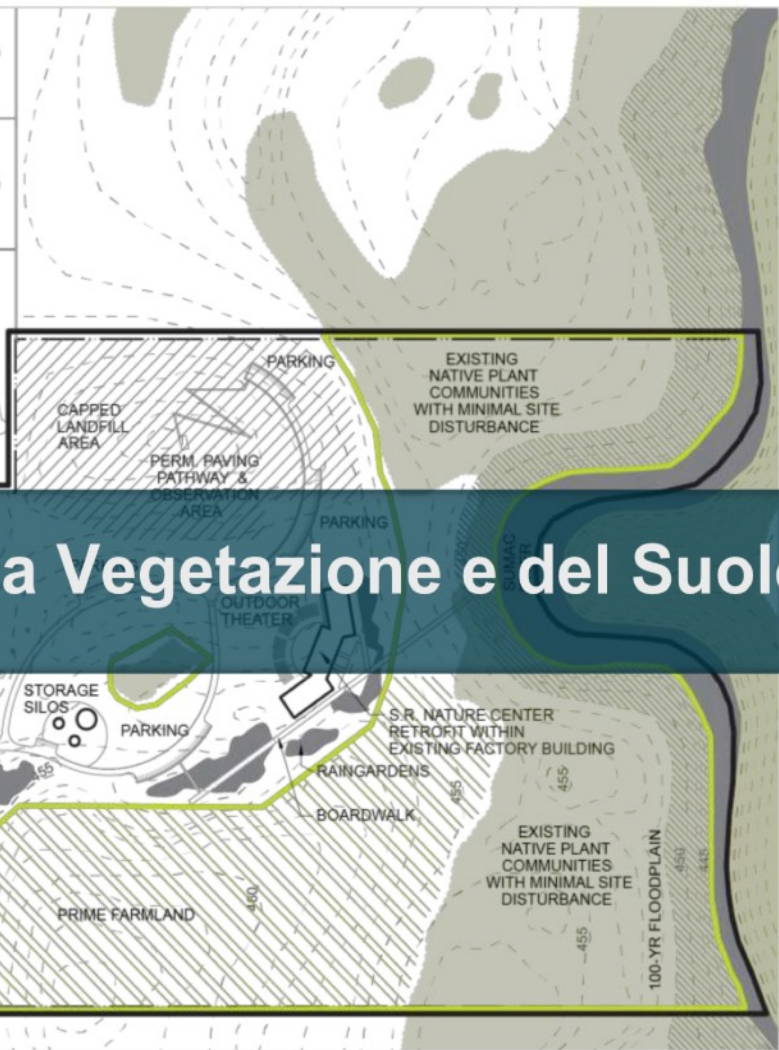 PARKING
EXISTING
NATIVE PLANT
COMMUNITIES
WITH MINIMAL SITE
DISTURBANCE
CAPPED
LANDFILL
AREA
PERM. PAVING
PATHWAY &
OBSERVATION
AREA
PARKING
a Vegetazione e del Suol
SUMAC
OUTDOOR
THEATER
STORAGE
SILOS
PARKING
S.R. NATURE CENTER
RETROFIT WITHIN
EXISTING FACTORY BUILDING
RAINGARDENS
BOARDWALK
455
455
455
EXISTING
NATIVE PLANT
COMMUNITIES
WITH MINIMAL SITE
DISTURBANCE
100-YR FLOODPLAIN
450
445
PRIME FARMLAND
460
455